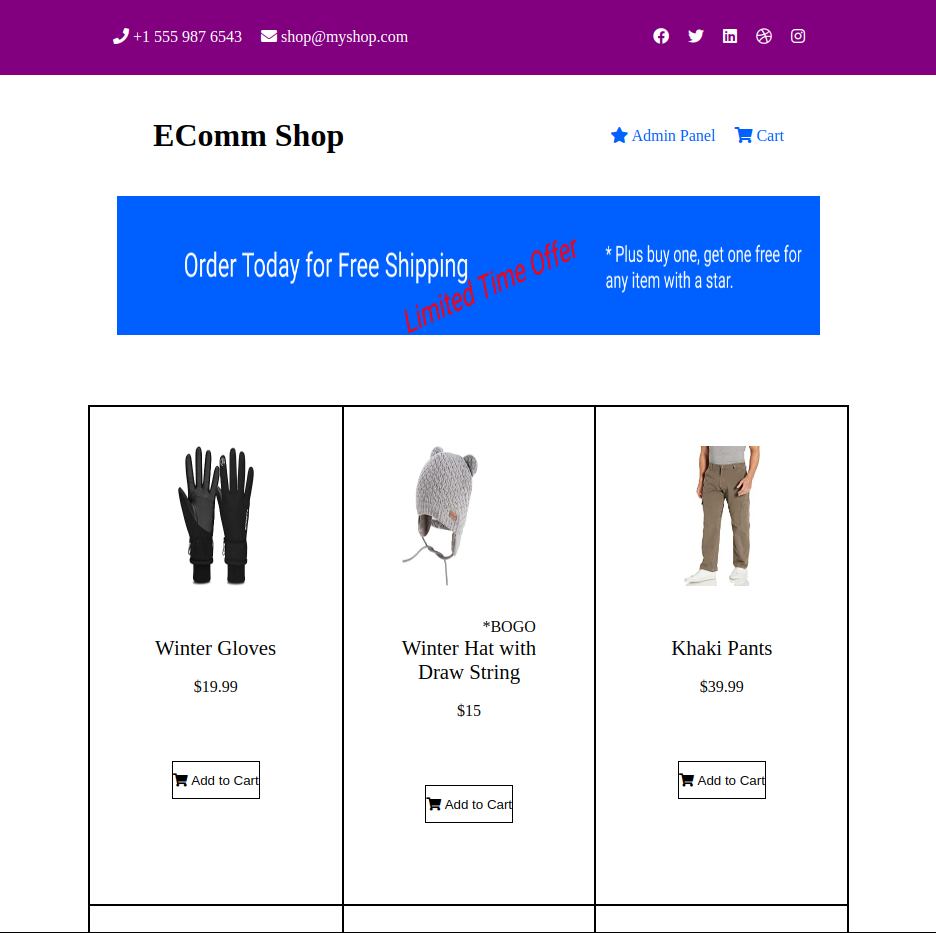 +1 555 987 6543 shop@myshop.com
EComm Shop
Admin Panel Cart
Order Today for Free Shipping
Limited Time Offer
* Plus buy one, get one free for
any item with a star.
Winter Gloves
$19.99
Add to Cart
*BOGO
Winter Hat with
Draw String
$15
Add to Cart
Khaki Pants
$39.99
Add to Cart